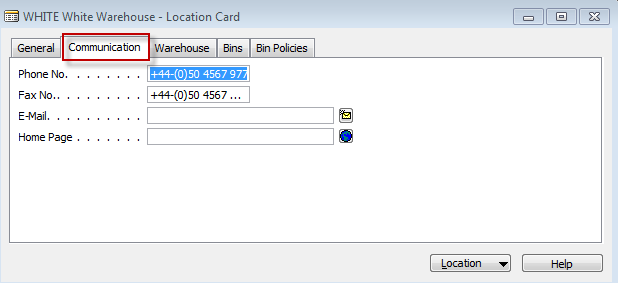 WHITE White Warehouse - Location Card
General Communication Warehouse Bins Bin Policies
Phone No. . . . . . . . . +44-(0)50 4567 977
Fax No.. . . . . . . . . +44-(0)50 4567 ...
E-Mail. . . . . . . . . .
Home Page . . . . . . .
Location Help